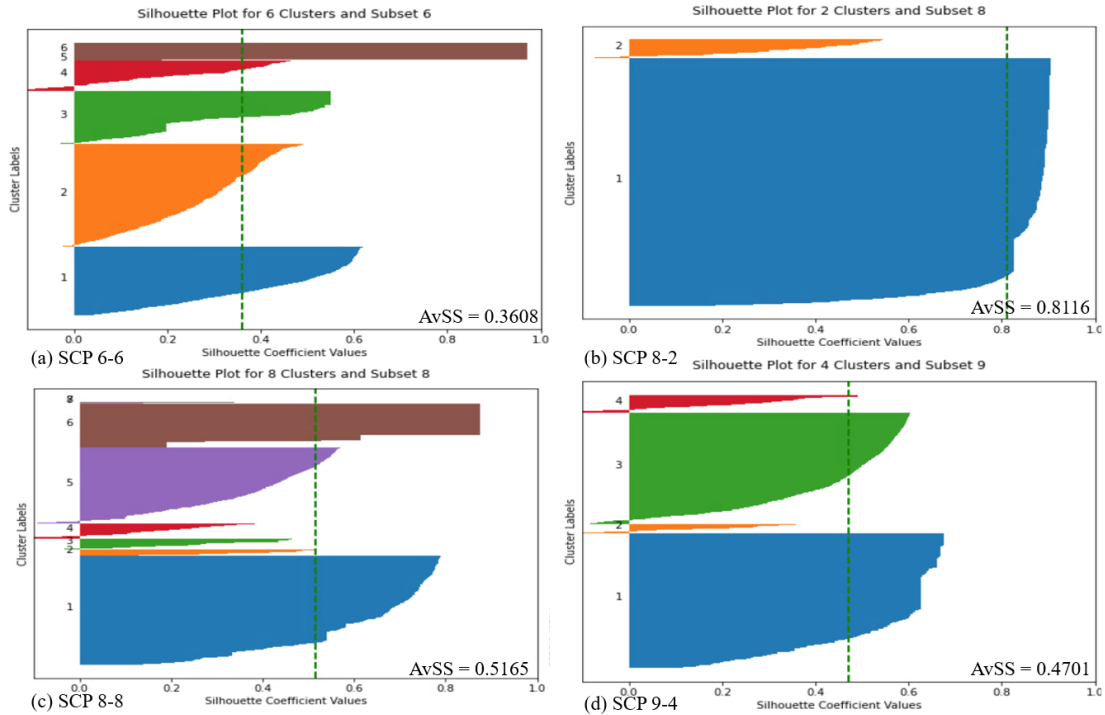 Silhouette Plot for 6 Clusters and Subset 6
Cluster Labels
6
5
4
3
2
1
AvSS = 0.3608
0.0 0.2 0.4 0.6 0.8 1.0
(a) SCP 6-6
Silhouette Coefficient Values
Silhouette Plot for 2 Clusters and Subset 8
Cluster Labels
2
1
AvSS = 0.8116
0.0 0.2 0.4 0.6 0.8 1.0
(b) SCP 8-2
Silhouette Coefficient Values
Silhouette Plot for 8 Clusters and Subset 8
Cluster Labels
6
5
4
3
2
1
AvSS = 0.5165
0.0 0.2 0.4 0.6 0.8 1.0
(c) SCP 8-8
Silhouette Coefficient Values
Silhouette Plot for 4 Clusters and Subset 9
Cluster Labels
4
3
2
1
AvSS = 0.4701
0.0 0.2 0.4 0.6 0.8 1.0
(d) SCP 9-4
Silhouette Coefficient Values